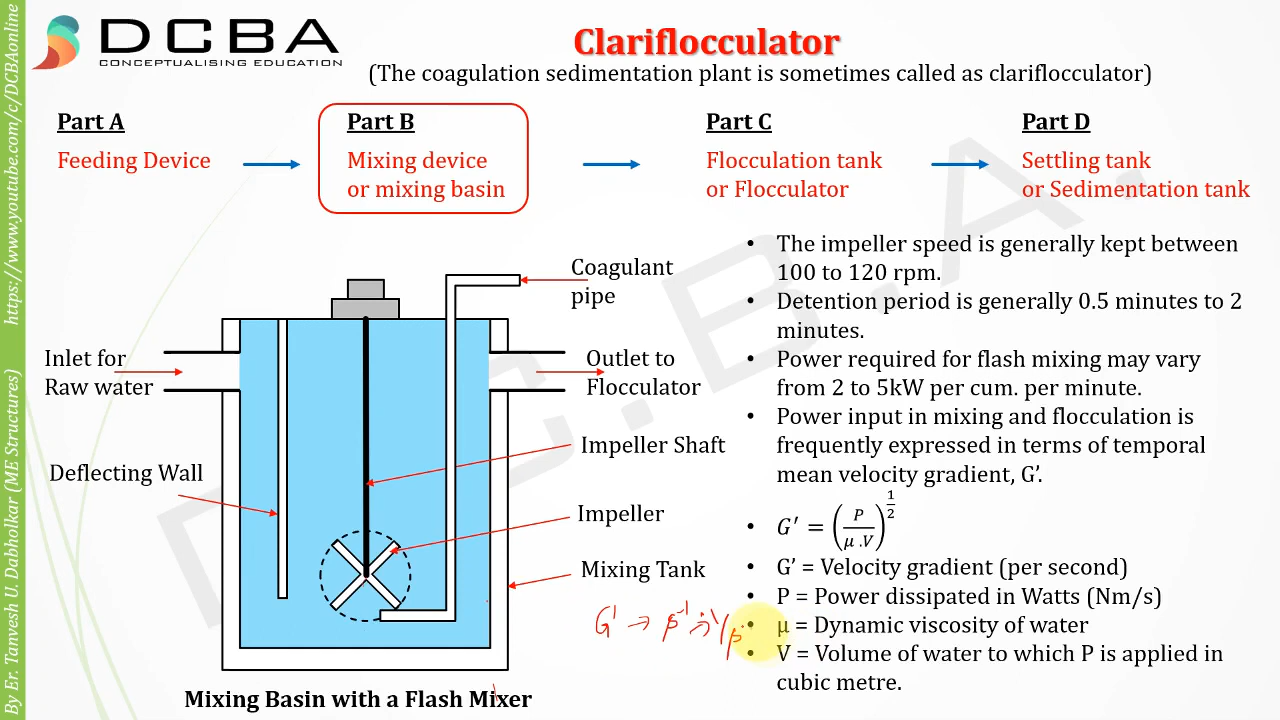 DCBA
CONCEPTUALISING EDUCATION
Clariflocculator
(The coagulation sedimentation plant is sometimes called as clariflocculator)
Part A
Feeding Device
Part B
Mixing device
or mixing basin
Part C
Flocculation tank
or Flocculator
Part D
Settling tank
or Sedimentation tank
Coagulant
pipe
Inlet for
Raw water
Outlet to
Flocculator
Impeller Shaft
Deflecting Wall
Impeller
Mixing Tank
Mixing Basin with a Flash Mixer
• The impeller speed is generally kept between
100 to 120 rpm.
• Detention period is generally 0.5 minutes to 2
minutes.
• Power required for flash mixing may vary
from 2 to 5kW per cum. per minute.
• Power input in mixing and flocculation is
frequently expressed in terms of temporal
mean velocity gradient, G’.
• G′ = (P / μ .V)^1/2
• G’ = Velocity gradient (per second)
• P = Power dissipated in Watts (Nm/s)
• μ = Dynamic viscosity of water
• V = Volume of water to which P is applied in
cubic metre.
G' →
D.C.B.A.
By Er. Tanvesh U. Dabholkar (ME Structures) https://www.youtube.com/c/DCBAonline